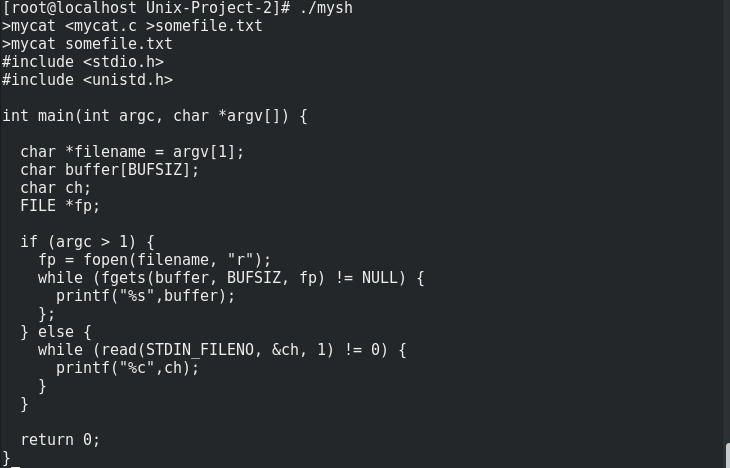 [root@localhost Unix-Project-2]# ./mysh
>mycat <mycat.c >somefile.txt
>mycat somefile.txt
#include <stdio.h>
#include <unistd.h>

int main(int argc, char *argv[]) {

  char *filename = argv[1];
  char buffer[BUFSIZ];
  char ch;
  FILE *fp;

  if (argc > 1) {
    fp = fopen(filename, "r");
    while (fgets(buffer, BUFSIZ, fp) != NULL) {
      printf("%s",buffer);
    };
  } else {
    while (read(STDIN_FILENO, &ch, 1) != 0) {
      printf("%c",ch);
    }
  }

  return 0;
}